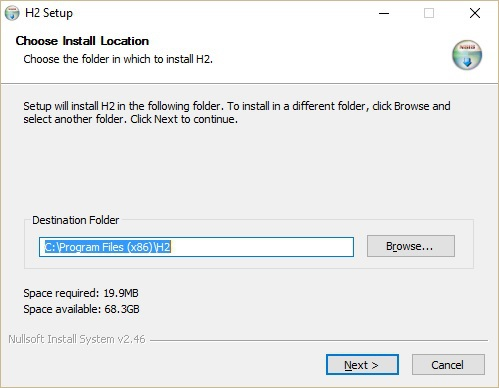 H2 Setup
Choose Install Location
Choose the folder in which to install H2.
Setup will install H2 in the following folder. To install in a different folder, click Browse and
select another folder. Click Next to continue.
Destination Folder
C:\Program Files (x86)\H2
Browse...
Space required: 19.9MB
Space available: 68.3GB
Nullsoft Install System v2.46
Next >
Cancel